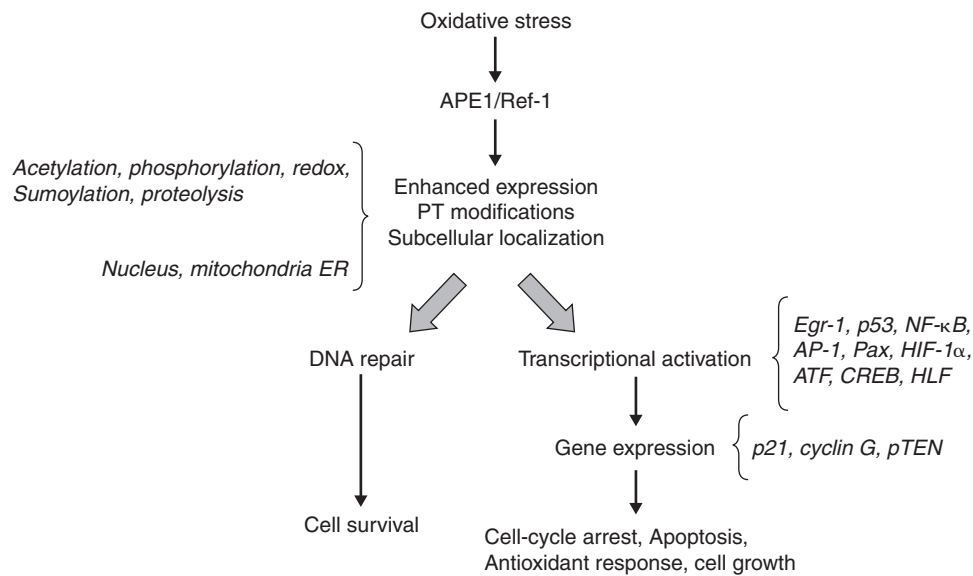 Oxidative stress
APE1/Ref-1
Acetylation, phosphorylation, redox,
Sumoylation, proteolysis
Nucleus, mitochondria ER
Enhanced expression
PT modifications
Subcellular localization
DNA repair
Cell survival
Transcriptional activation
Egr-1, p53, NF-κB,
AP-1, Pax, HIF-1α,
ATF, CREB, HLF
Gene expression
p21, cyclin G, pTEN
Cell-cycle arrest, Apoptosis,
Antioxidant response, cell growth